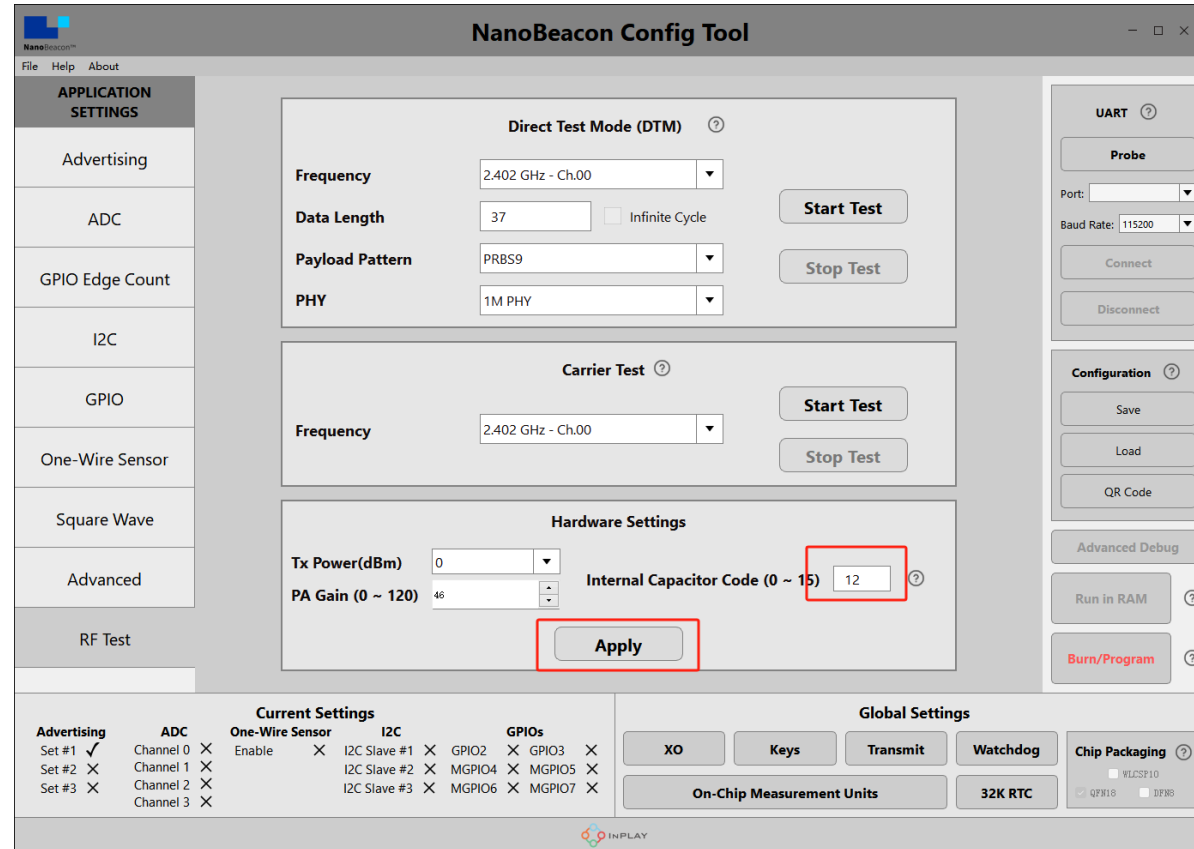 NanoBeacon Config Tool
NanoBeacon™
File Help About
APPLICATION
SETTINGS
Advertising
ADC
GPIO Edge Count
I2C
GPIO
One-Wire Sensor
Square Wave
Advanced
RF Test
Direct Test Mode (DTM) ?
Frequency 2.402 GHz - Ch.00
Data Length 37 Infinite Cycle
Payload Pattern PRBS9
PHY 1M PHY
Start Test
Stop Test
Carrier Test ?
Frequency 2.402 GHz - Ch.00
Start Test
Stop Test
Hardware Settings
Tx Power(dBm) 0
PA Gain (0 ~ 120) 46
Internal Capacitor Code (0 ~ 15) 12 ?
Apply
UART ?
Probe
Port:
Baud Rate: 115200
Connect
Disconnect
Configuration ?
Save
Load
QR Code
Advanced Debug
Run in RAM ?
Burn/Program ?
Current Settings
Advertising ADC One-Wire Sensor I2C GPIOs
Set #1 Channel 0 Enable I2C Slave #1 GPIO2 GPIO3
Set #2 Channel 1 I2C Slave #2 MGPIO4 MGPIO5
Set #3 Channel 2 I2C Slave #3 MGPIO6 MGPIO7
Channel 3
Global Settings
XO Keys Transmit Watchdog
On-Chip Measurement Units 32K RTC
Chip Packaging ?
WLCSP10
QFN18 DFN8
INPLAY